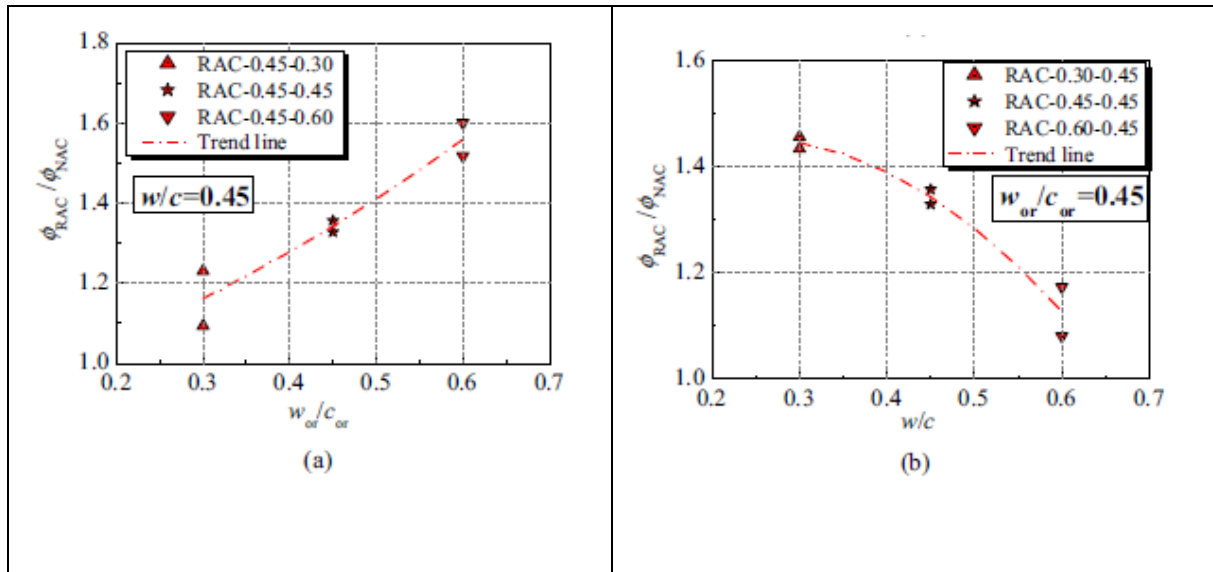 1.8
1.6
1.4
1.2
1.0
0.2 0.3 0.4 0.5 0.6 0.7
RAC-0.45-0.30
RAC-0.45-0.45
RAC-0.45-0.60
Trend line
w/c=0.45
ϕRAC /ϕNAC
wor/cor
(a)
1.6
1.4
1.2
1.0
0.2 0.3 0.4 0.5 0.6 0.7
RAC-0.30-0.45
RAC-0.45-0.45
RAC-0.60-0.45
Trend line
wor/cor=0.45
ϕRAC /ϕNAC
w/c
(b)